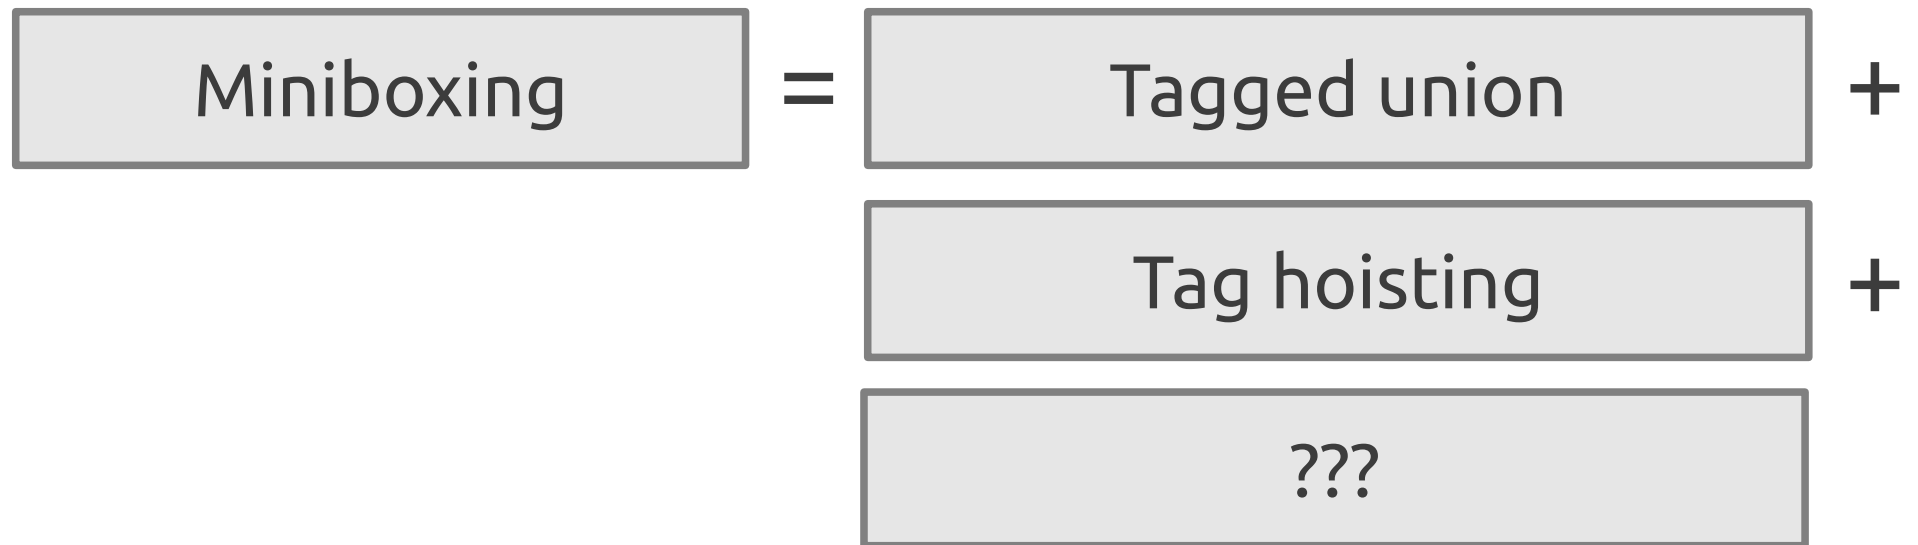 Miniboxing = Tagged union +
Tag hoisting +
???